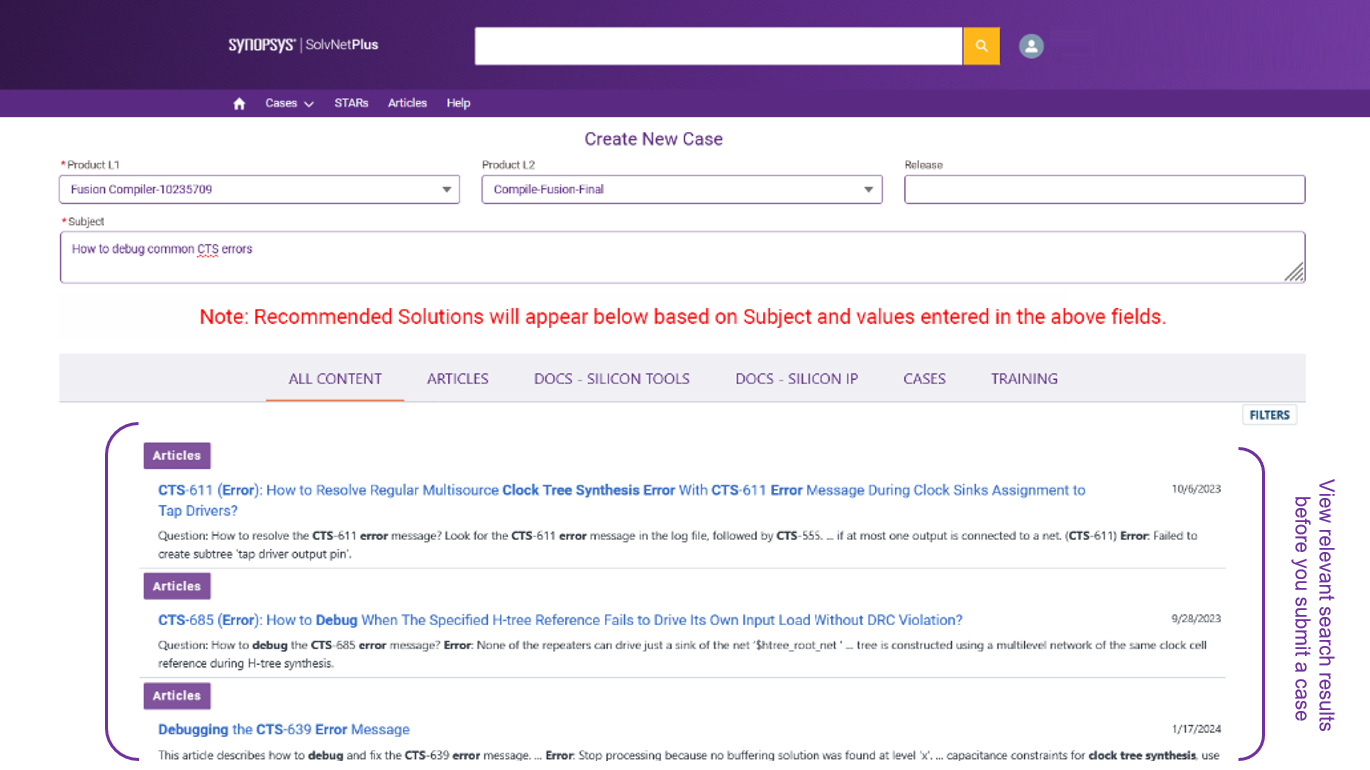 SYNOPSYS® | SolvNetPlus
Cases STARs Articles Help
Create New Case
*Product L1 Product L2 Release
Fusion Compiler-10235709 Compile-Fusion-Final
*Subject
How to debug common CTS errors
Note: Recommended Solutions will appear below based on Subject and values entered in the above fields.
ALL CONTENT ARTICLES DOCS - SILICON TOOLS DOCS - SILICON IP CASES TRAINING
FILTERS
Articles
CTS-611 (Error): How to Resolve Regular Multisource Clock Tree Synthesis Error With CTS-611 Error Message During Clock Sinks Assignment to 10/6/2023
Tap Drivers?
Question: How to resolve the CTS-611 error message? Look for the CTS-611 error message in the log file, followed by CTS-555. ... if at most one output is connected to a net. (CTS-611) Error: Failed to
create subtree 'tap driver output pin'.
Articles
CTS-685 (Error): How to Debug When The Specified H-tree Reference Fails to Drive Its Own Input Load Without DRC Violation? 9/28/2023
Question: How to debug the CTS-685 error message? Error: None of the repeaters can drive just a sink of the net '$htree_root_net ' ... tree is constructed using a multilevel network of the same clock cell
reference during H-tree synthesis.
Articles
Debugging the CTS-639 Error Message 1/17/2024
This article describes how to debug and fix the CTS-639 error message. ... Error: Stop processing because no buffering solution was found at level 'x'. ... capacitance constraints for clock tree synthesis, use
View relevant search results
before you submit a case